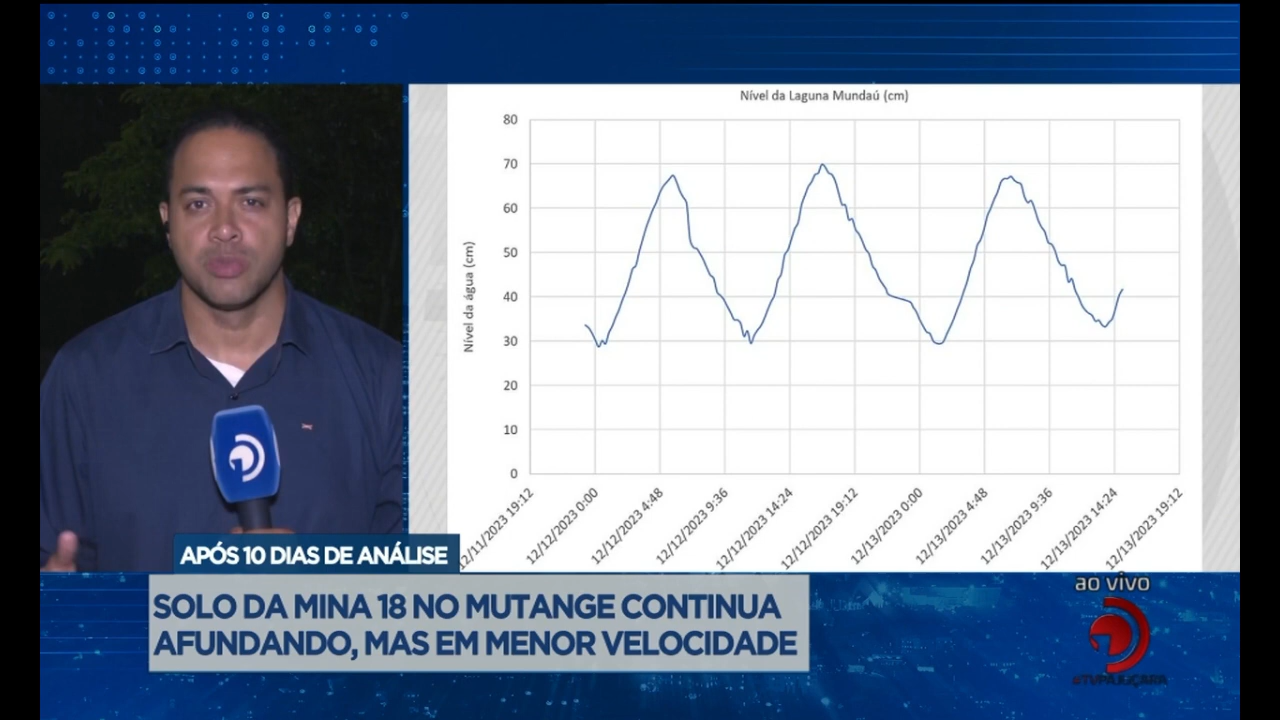 Nível da Laguna Mundaú (cm)
Nível da água (cm)
80
70
60
50
40
30
20
10
0
12/11/2023 19:12
12/12/2023 0:00
12/12/2023 4:48
12/12/2023 9:36
12/12/2023 14:24
12/12/2023 19:12
12/13/2023 0:00
12/13/2023 4:48
12/13/2023 9:36
12/13/2023 14:24
12/13/2023 19:12
APÓS 10 DIAS DE ANÁLISE
SOLO DA MINA 18 NO MUTANGE CONTINUA
AFUNDANDO, MAS EM MENOR VELOCIDADE
ao vivo
@TVPAJUCARA